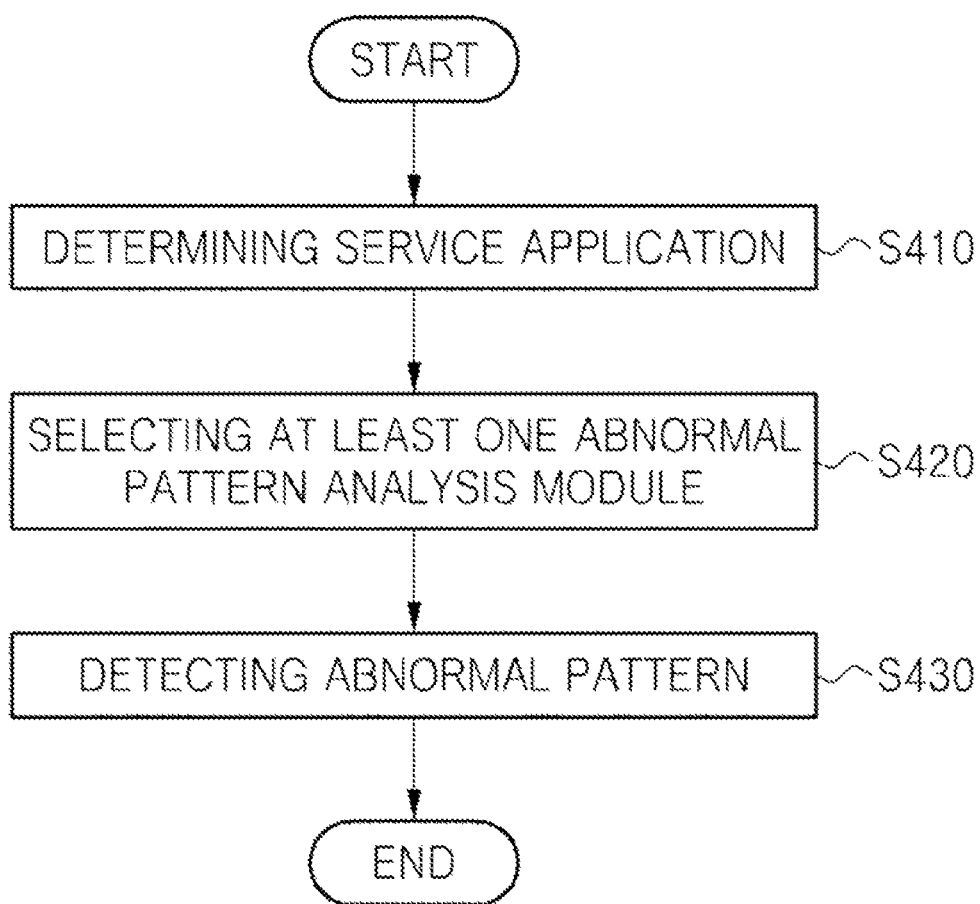 START
DETERMINING SERVICE APPLICATION
S410
SELECTING AT LEAST ONE ABNORMAL
PATTERN ANALYSIS MODULE
S420
DETECTING ABNORMAL PATTERN
S430
END